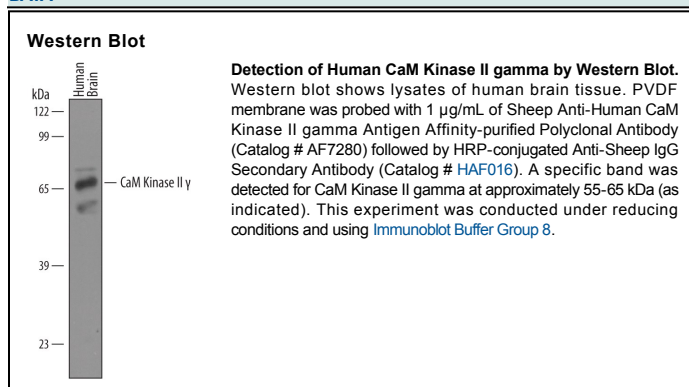 Western Blot
Human
Brain
kDa
122
99
65
CaM Kinase II γ
39
23
Detection of Human CaM Kinase II gamma by Western Blot.
Western blot shows lysates of human brain tissue. PVDF
membrane was probed with 1 µg/mL of Sheep Anti-Human CaM
Kinase II gamma Antigen Affinity-purified Polyclonal Antibody
(Catalog # AF7280) followed by HRP-conjugated Anti-Sheep IgG
Secondary Antibody (Catalog # HAF016). A specific band was
detected for CaM Kinase II gamma at approximately 55-65 kDa (as
indicated). This experiment was conducted under reducing
conditions and using Immunoblot Buffer Group 8.